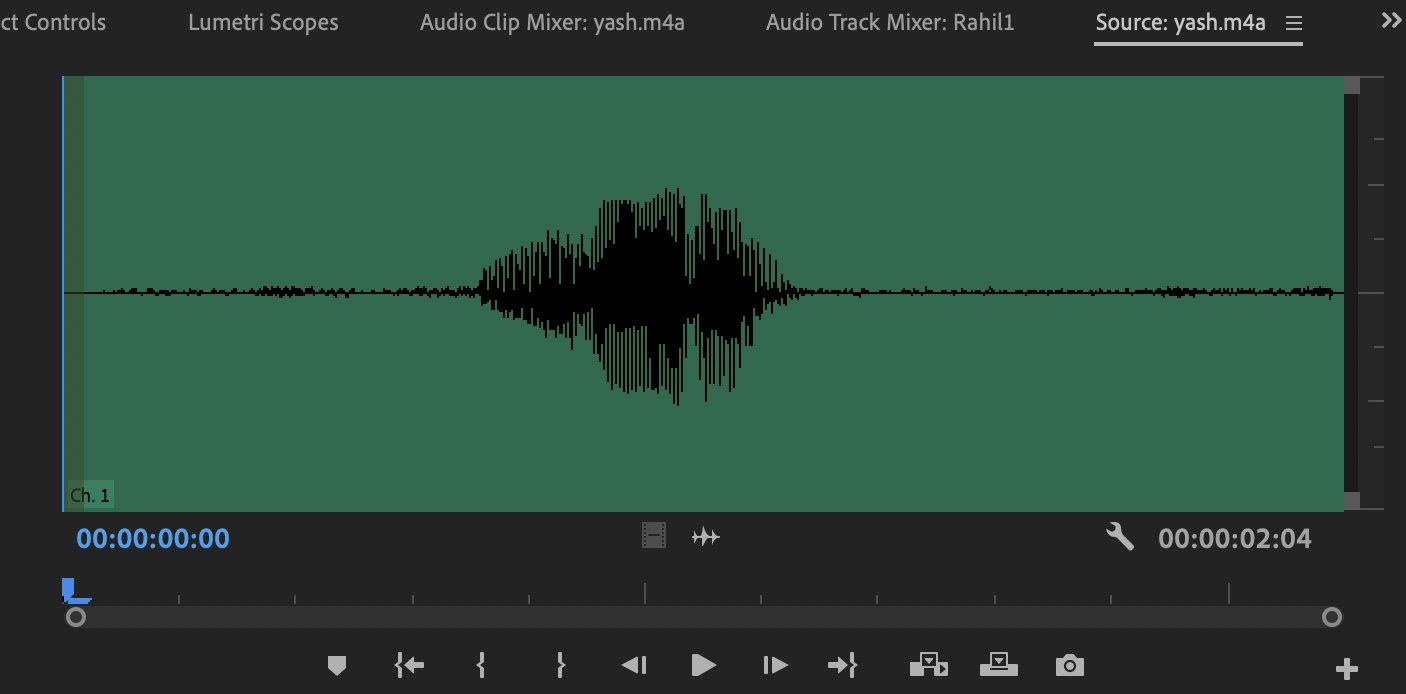 ct Controls Lumetri Scopes Audio Clip Mixer: yash.m4a Audio Track Mixer: Rahil1 Source: yash.m4a
Ch. 1
00:00:00:00 00:00:02:04